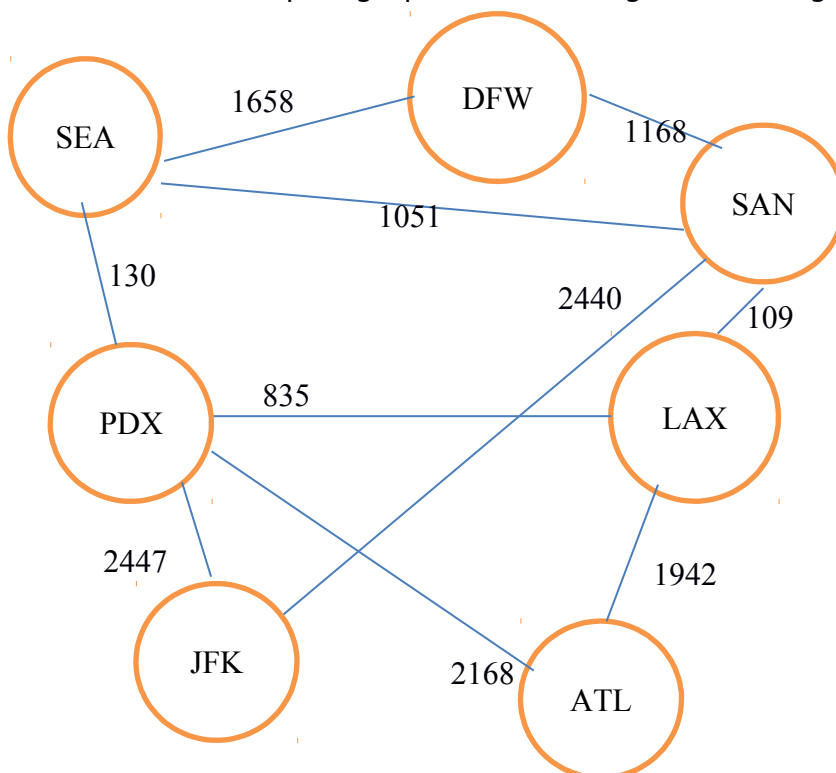 DFW
1658
1168
SEA
SAN
1051
130
2440
109
835
PDX
LAX
2447
1942
JFK
2168
ATL